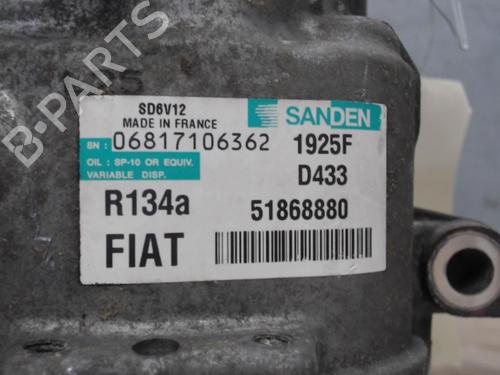 B-PARTS
SD6V12
MADE IN FRANCE
SANDEN
SN : 06817106362 1925F
OIL : SP-10 OR EQUIV.
VARIABLE DISP.
D433
R134a 51868880
FIAT